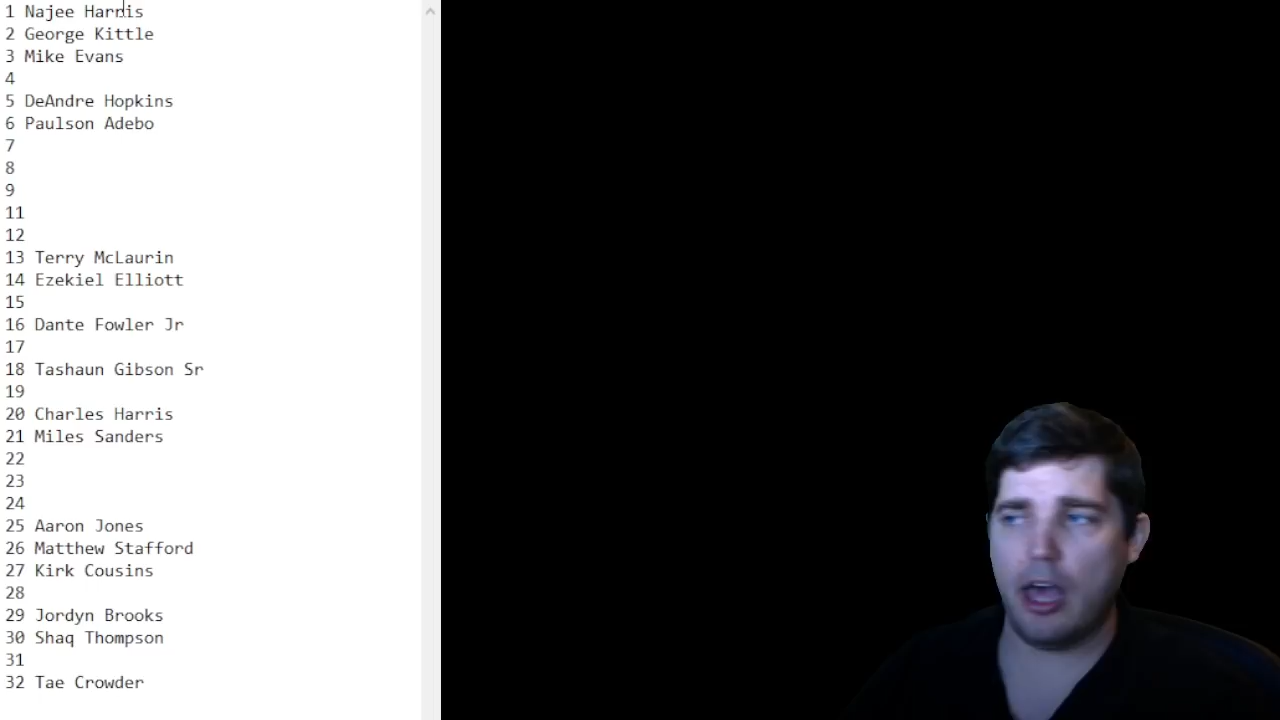 1 Najee Harris
2 George Kittle
3 Mike Evans
4
5 DeAndre Hopkins
6 Paulson Adebo
7
8
9
11
12
13 Terry McLaurin
14 Ezekiel Elliott
15
16 Dante Fowler Jr
17
18 Tashaun Gibson Sr
19
20 Charles Harris
21 Miles Sanders
22
23
24
25 Aaron Jones
26 Matthew Stafford
27 Kirk Cousins
28
29 Jordyn Brooks
30 Shaq Thompson
31
32 Tae Crowder